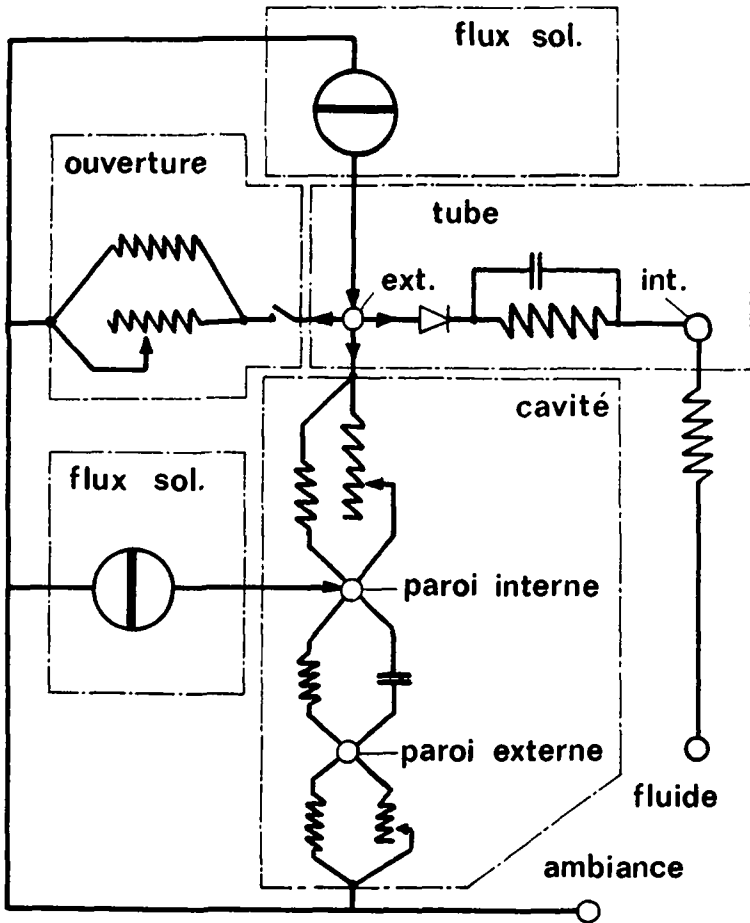 flux sol.
ouverture
tube
ext.
int.
cavité
flux sol.
paroi interne
paroi externe
fluide
ambiance